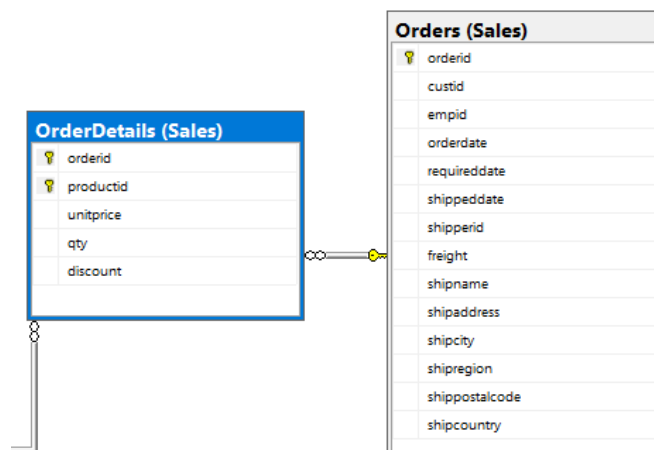 OrderDetails (Sales)
orderid
productid
unitprice
qty
discount
Orders (Sales)
orderid
custid
empid
orderdate
requireddate
shippeddate
shipperid
freight
shipname
shipaddress
shipcity
shipregion
shippostalcode
shipcountry